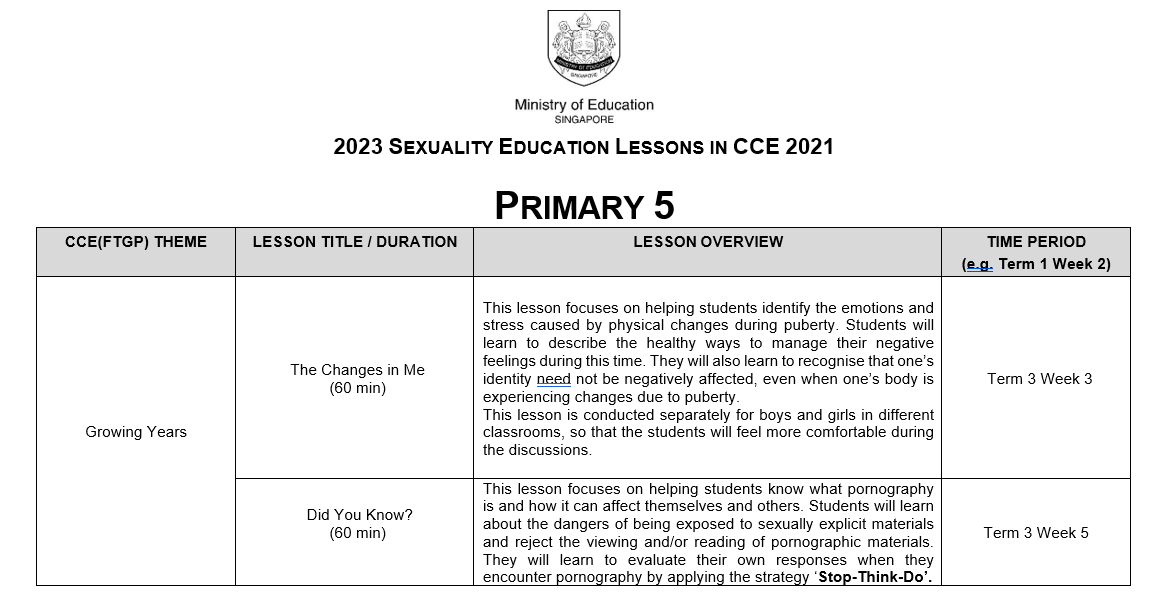 Ministry of Education
SINGAPORE
2023 SEXUALITY EDUCATION LESSONS IN CCE 2021
PRIMARY 5
CCE(FTGP) THEME
LESSON TITLE / DURATION
LESSON OVERVIEW
TIME PERIOD
(e.g. Term 1 Week 2)
Growing Years
The Changes in Me
(60 min)
This lesson focuses on helping students identify the emotions and
stress caused by physical changes during puberty. Students will
learn to describe the healthy ways to manage their negative
feelings during this time. They will also learn to recognise that one’s
identity need not be negatively affected, even when one’s body is
experiencing changes due to puberty.
This lesson is conducted separately for boys and girls in different
classrooms, so that the students will feel more comfortable during
the discussions.
Term 3 Week 3
Did You Know?
(60 min)
This lesson focuses on helping students know what pornography
is and how it can affect themselves and others. Students will learn
about the dangers of being exposed to sexually explicit materials
and reject the viewing and/or reading of pornographic materials.
They will learn to evaluate their own responses when they
encounter pornography by applying the strategy ‘Stop-Think-Do’.
Term 3 Week 5